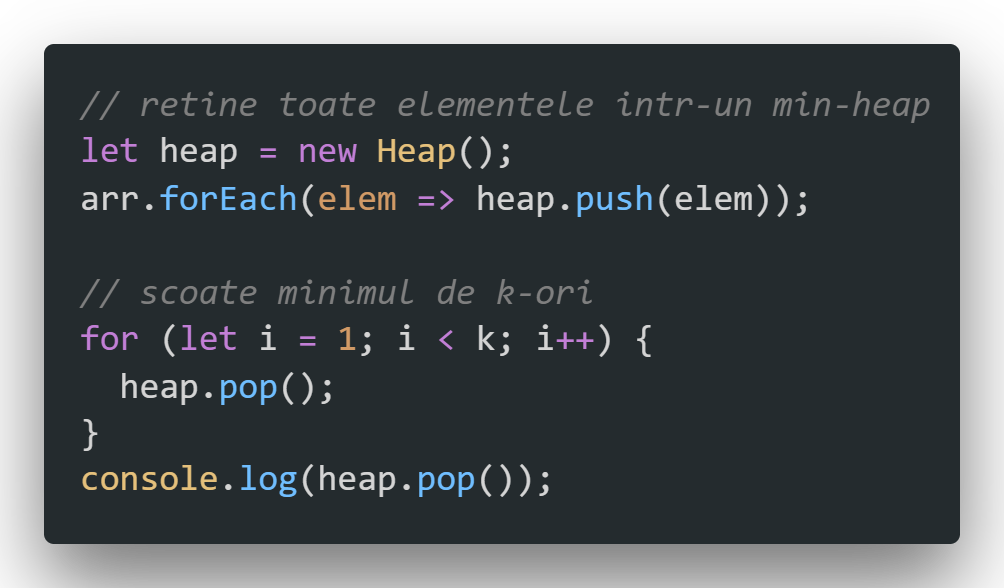 // retine toate elementele intr-un min-heap
let heap = new Heap();
arr.forEach(elem => heap.push(elem));
// scoate minimul de k-ori
for (let i = 1; i < k; i++) {
  heap.pop();
}
console.log(heap.pop());